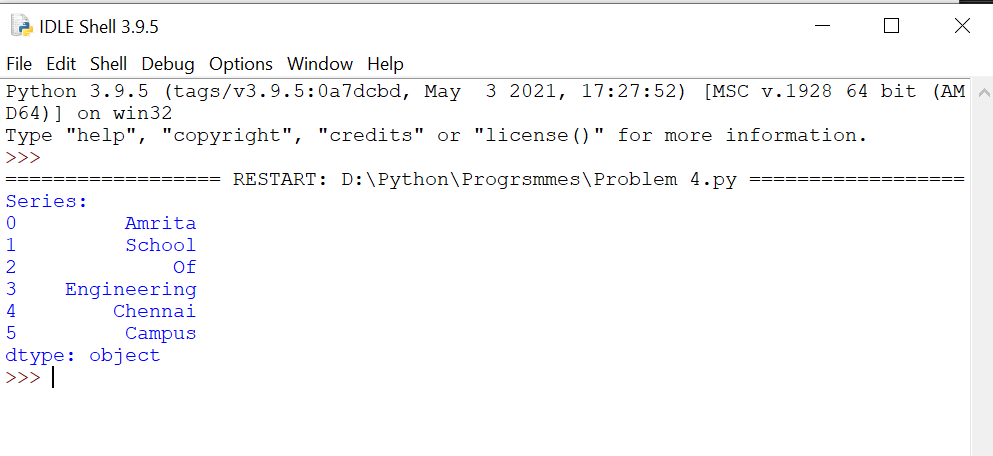 IDLE Shell 3.9.5
File Edit Shell Debug Options Window Help
Python 3.9.5 (tags/v3.9.5:0a7dcbd, May  3 2021, 17:27:52) [MSC v.1928 64 bit (AM
D64)] on win32
Type "help", "copyright", "credits" or "license()" for more information.
>>>
================== RESTART: D:\Python\Progrsmmes\Problem 4.py ==================
Series:
0         Amrita
1         School
2             Of
3    Engineering
4        Chennai
5         Campus
dtype: object
>>>